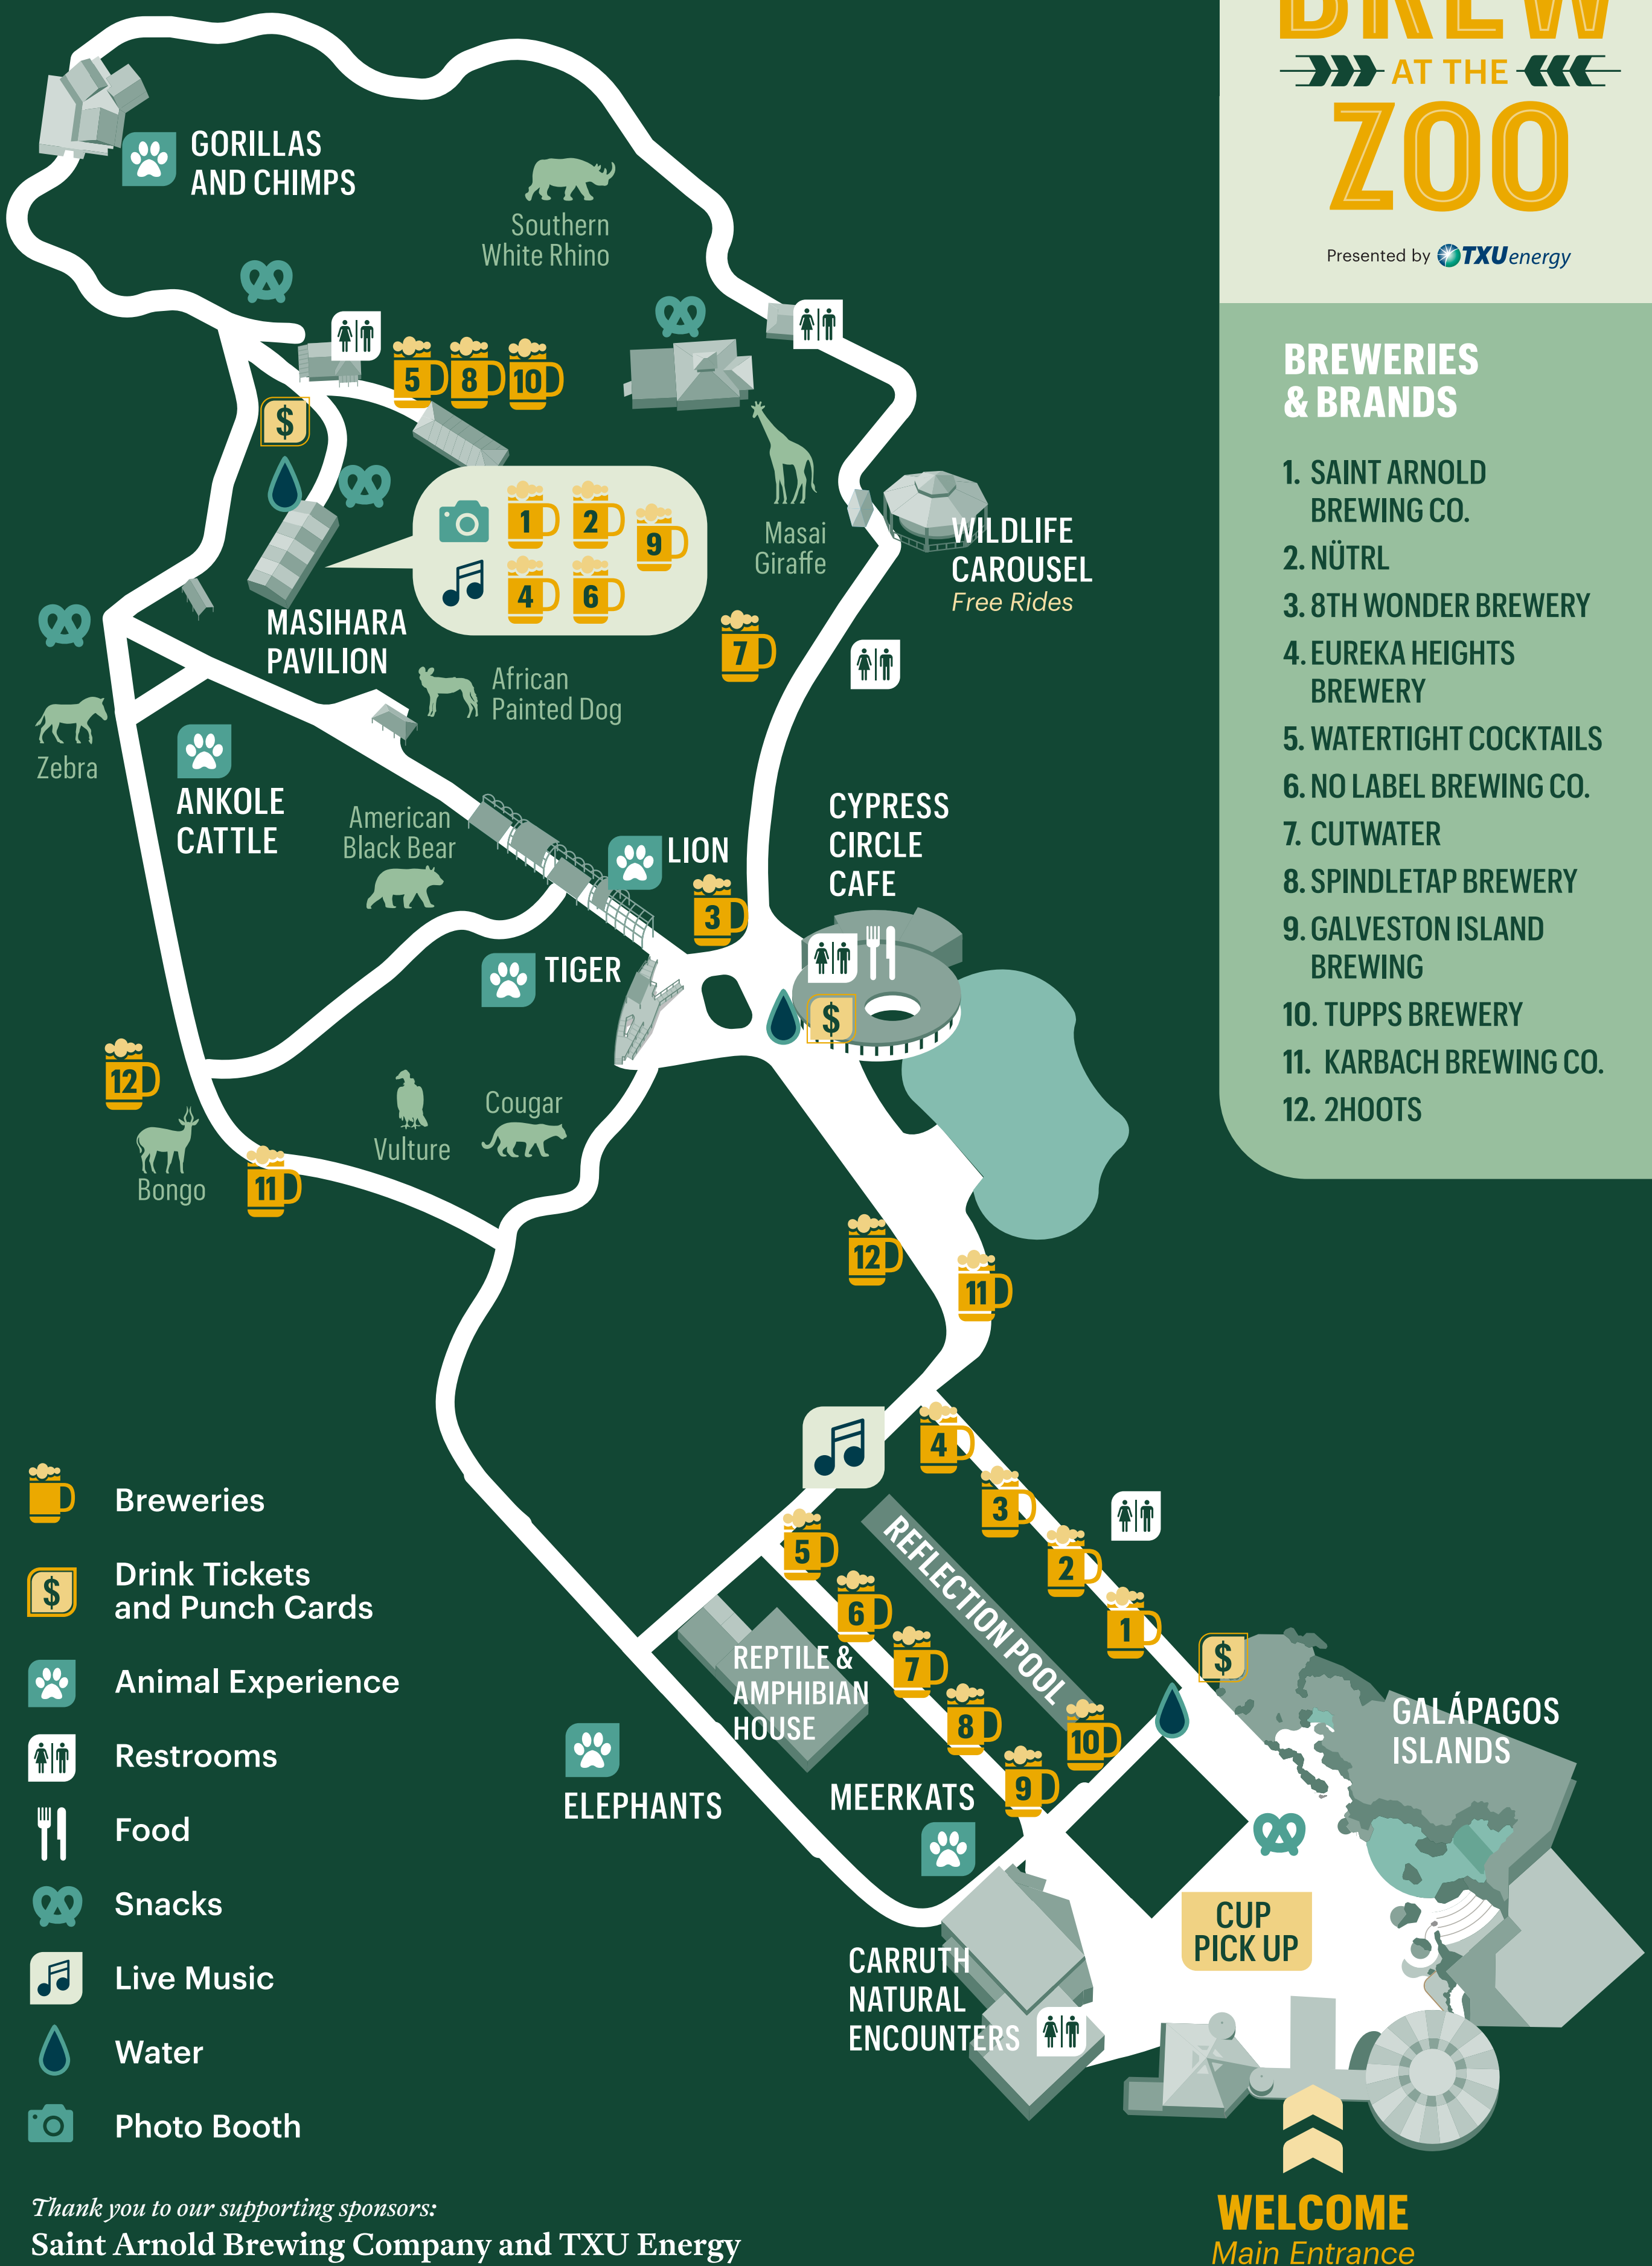 BREW
AT THE
ZOO
Presented by TXU energy
BREWERIES
& BRANDS
1. SAINT ARNOLD
BREWING CO.
2. NÜTRL
3. 8TH WONDER BREWERY
4. EUREKA HEIGHTS
BREWERY
5. WATERTIGHT COCKTAILS
6. NO LABEL BREWING CO.
7. CUTWATER
8. SPINDLETAP BREWERY
9. GALVESTON ISLAND
BREWING
10. TUPPS BREWERY
11. KARBACH BREWING CO.
12. 2HOOTS
GORILLAS
AND CHIMPS
Southern
White Rhino
5 8 10
$
1 2 9
4 6
Masai
Giraffe
WILDLIFE
CAROUSEL
Free Rides
MASIHARA
PAVILION
7
African
Painted Dog
Zebra
ANKOLE
CATTLE
American
Black Bear
LION
3
CYPRESS
CIRCLE
CAFE
TIGER
$
12
Vulture
Cougar
Bongo
11
12
11
4
3
2
1
5
6
7
8
9
10
REFLECTION POOL
$
REPTILE &
AMPHIBIAN
HOUSE
GALÁPAGOS
ISLANDS
ELEPHANTS
MEERKATS
CUP
PICK UP
CARRUTH
NATURAL
ENCOUNTERS
Breweries
$
Drink Tickets
and Punch Cards
Animal Experience
Restrooms
Food
Snacks
Live Music
Water
Photo Booth
WELCOME
Main Entrance
Thank you to our supporting sponsors:
Saint Arnold Brewing Company and TXU Energy